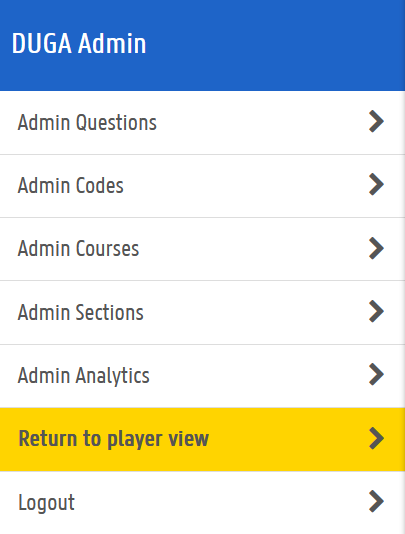 DUGA Admin
Admin Questions
Admin Codes
Admin Courses
Admin Sections
Admin Analytics
Return to player view
Logout